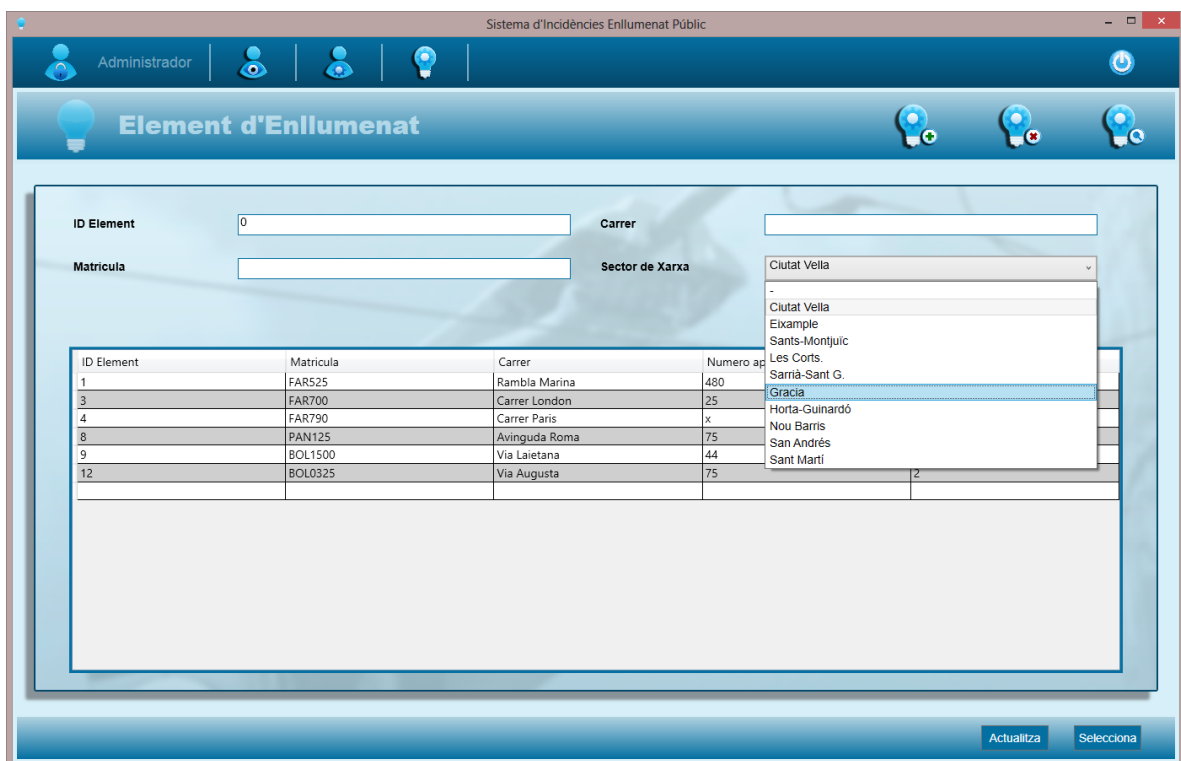 Sistema d'Incidències Enllumenat Públic
Administrador
Element d'Enllumenat
ID Element 0 Carrer
Matricula Sector de Xarxa Ciutat Vella
-
Ciutat Vella
Eixample
Sants-Montjuïc
Les Corts.
Sarrià-Sant G.
Gracia
Horta-Guinardó
Nou Barris
San Andrés
Sant Martí
ID Element Matricula Carrer Numero ap
1 FAR525 Rambla Marina 480
3 FAR700 Carrer London 25
4 FAR790 Carrer Paris x
8 PAN125 Avinguda Roma 75
9 BOL1500 Via Laietana 44
12 BOL0325 Via Augusta 75 2
Actualitza Selecciona